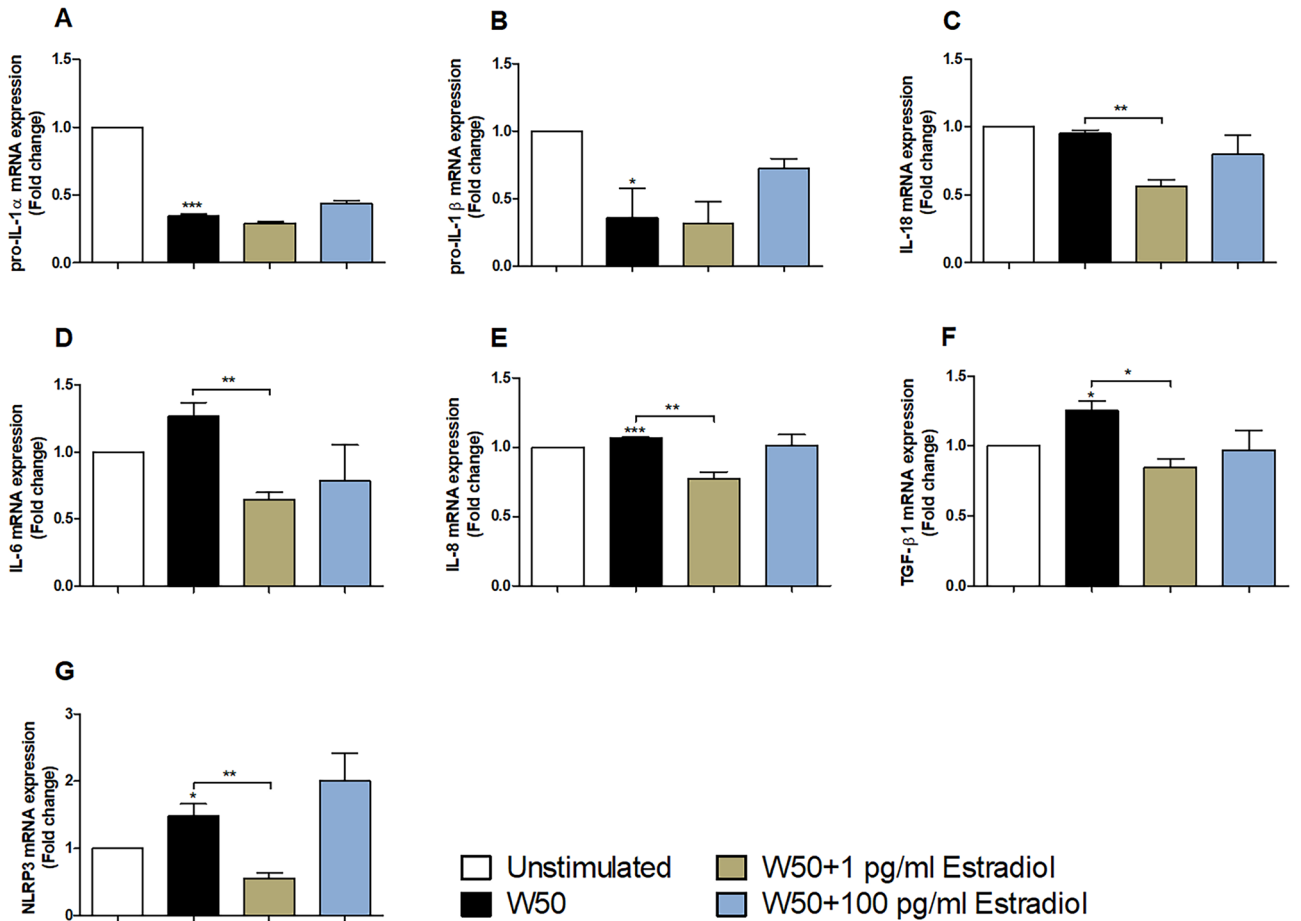 A
pro-IL-1α mRNA expression
(Fold change)
1.5
1.0
0.5
0.0
***
B
pro-IL-1β mRNA expression
(Fold change)
1.5
1.0
0.5
0.0
*
C
IL-18 mRNA expression
(Fold change)
1.5
1.0
0.5
0.0
**
D
IL-6 mRNA expression
(Fold change)
1.5
1.0
0.5
0.0
**
E
IL-8 mRNA expression
(Fold change)
1.5
1.0
0.5
0.0
***
**
F
TGF-β1 mRNA expression
(Fold change)
1.5
1.0
0.5
0.0
*
*
G
NLRP3 mRNA expression
(Fold change)
3
2
1
0
*
**
Unstimulated
W50
W50+1 pg/ml Estradiol
W50+100 pg/ml Estradiol